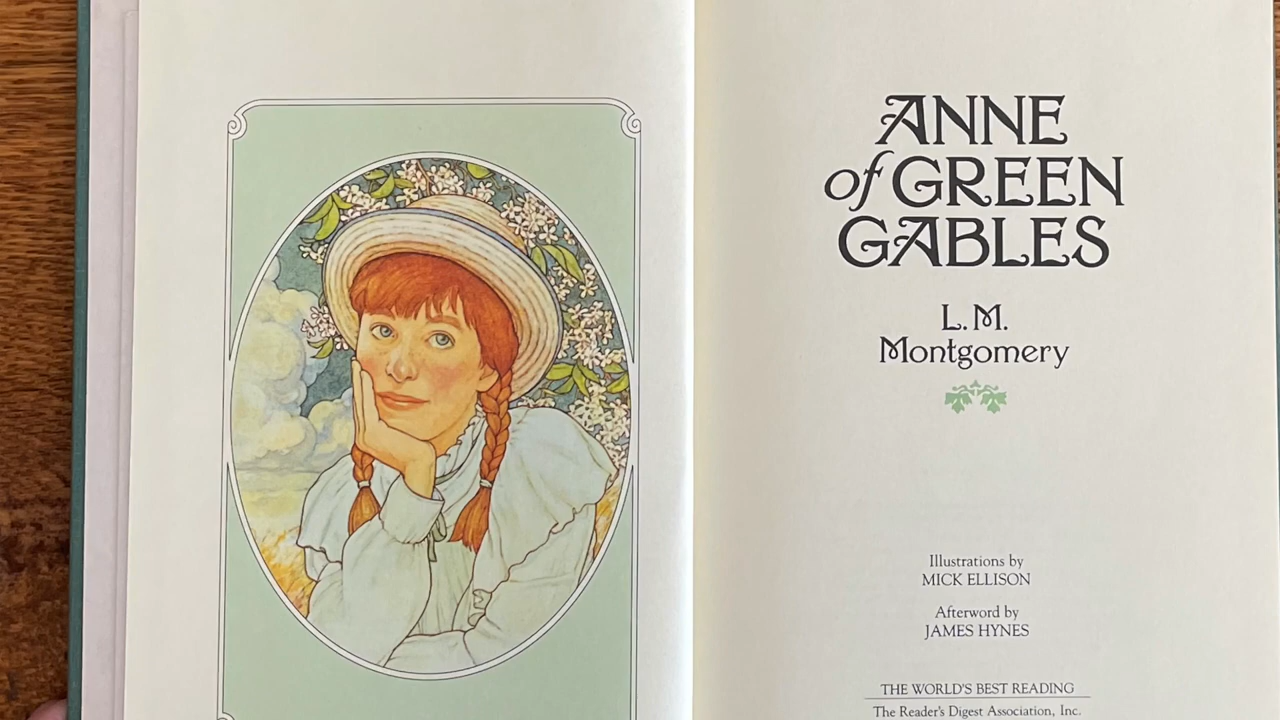 ANNE
of GREEN
GABLES
L. M.
Montgomery
Illustrations by
MICK ELLISON
Afterword by
JAMES HYNES
THE WORLD'S BEST READING
The Reader's Digest Association, Inc.